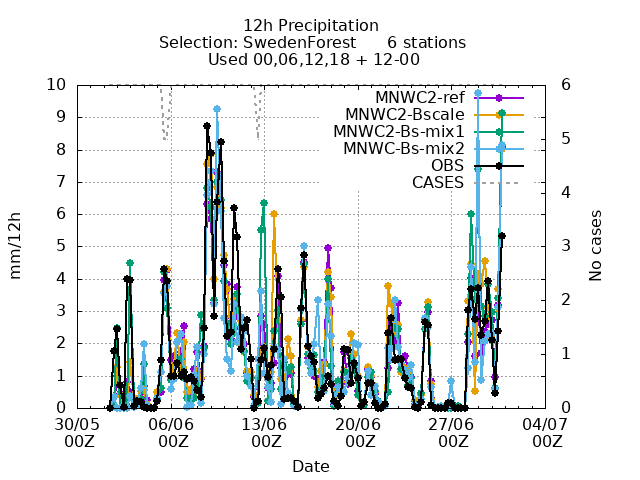 12h Precipitation
Selection: SwedenForest 6 stations
Used 00,06,12,18 + 12-00
MNWC2-ref
MNWC2-Bscale
MNWC2-Bs-mix1
MNWC-Bs-mix2
OBS
CASES
mm/12h
10
9
8
7
6
5
4
3
2
1
0
No cases
6
5
4
3
2
1
0
30/05 06/06 13/06 20/06 27/06 04/07
00Z 00Z 00Z 00Z 00Z 00Z
Date